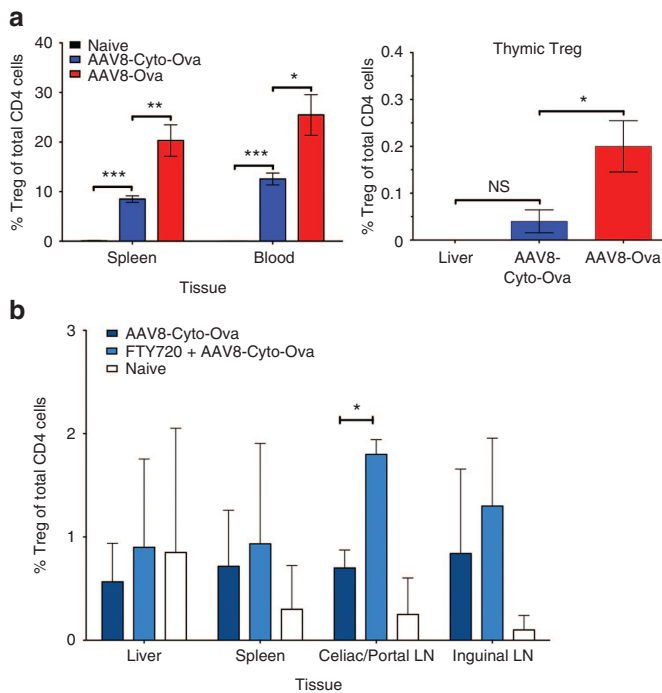 a
40
30
20
10
0
% Treg of total CD4 cells
Naive
AAV8-Cyto-Ova
AAV8-Ova
***
**
***
*
Spleen
Blood
Tissue
Thymic Treg
0.4
0.3
0.2
0.1
0
% Treg of total CD4 cells
NS
*
Liver
AAV8-
Cyto-Ova
AAV8-Ova
b
3
2
1
0
% Treg of total CD4 cells
AAV8-Cyto-Ova
FTY720 + AAV8-Cyto-Ova
Naive
*
Liver
Spleen
Celiac/Portal LN
Inguinal LN
Tissue